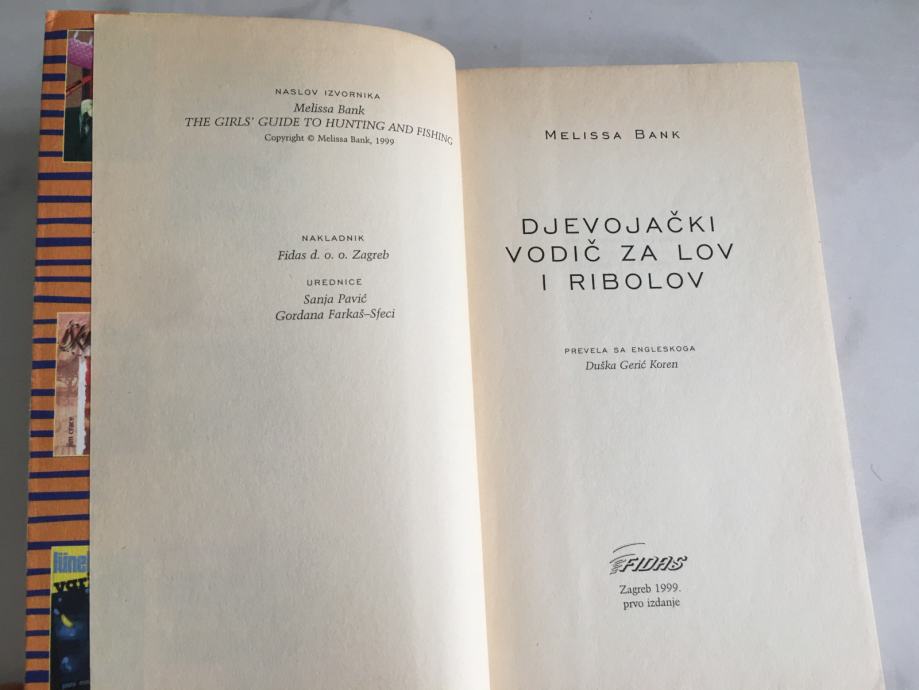 NASLOV IZVORNIKA
Melissa Bank
THE GIRLS' GUIDE TO HUNTING AND FISHING
Copyright © Melissa Bank, 1999
NAKLADNIK
Fidas d. o. o. Zagreb
UREDNICE
Sanja Pavić
Gordana Farkaš–Sfeci
MELISSA BANK
DJEVOJAČKI
VODIČ ZA LOV
I RIBOLOV
PREVELA SA ENGLESKOGA
Duška Gerić Koren
FIDAS
Zagreb 1999.
prvo izdanje
jim crace